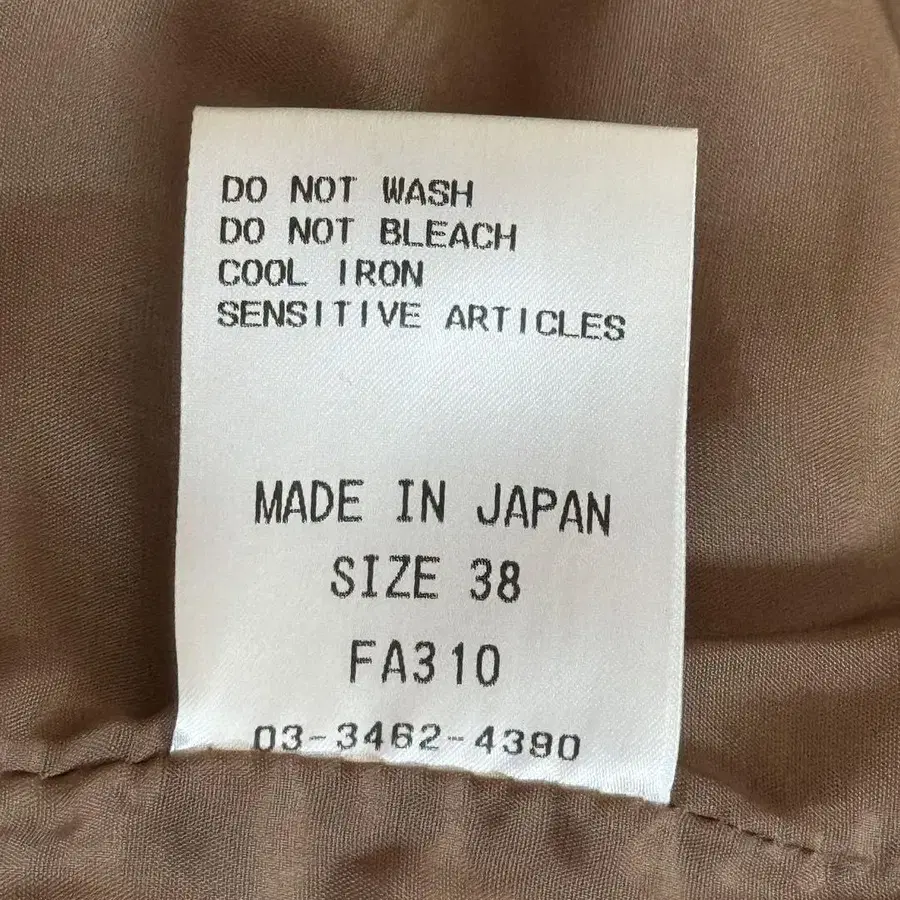 DO NOT WASH
DO NOT BLEACH
COOL IRON
SENSITIVE ARTICLES
MADE IN JAPAN
SIZE 38
FA310
03-3462-4390